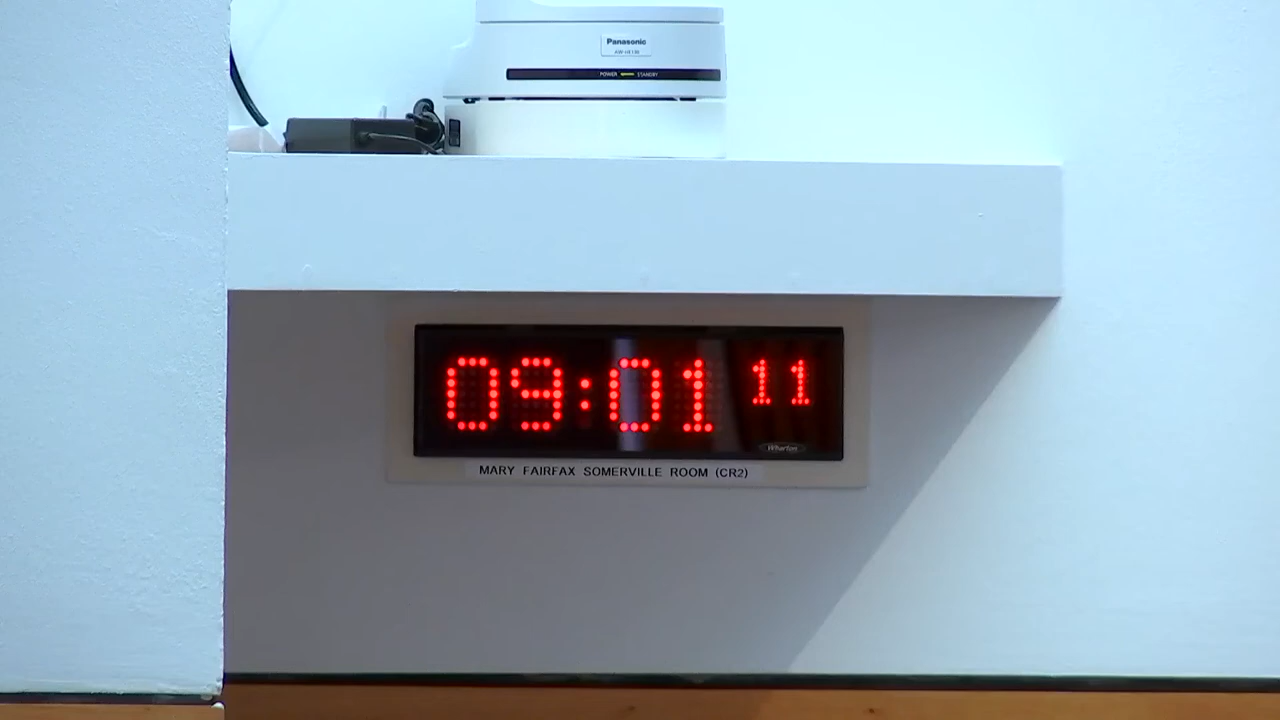 Panasonic
POWER STANDBY
09:01 11
Wharton
MARY FAIRFAX SOMERVILLE ROOM (CR2)